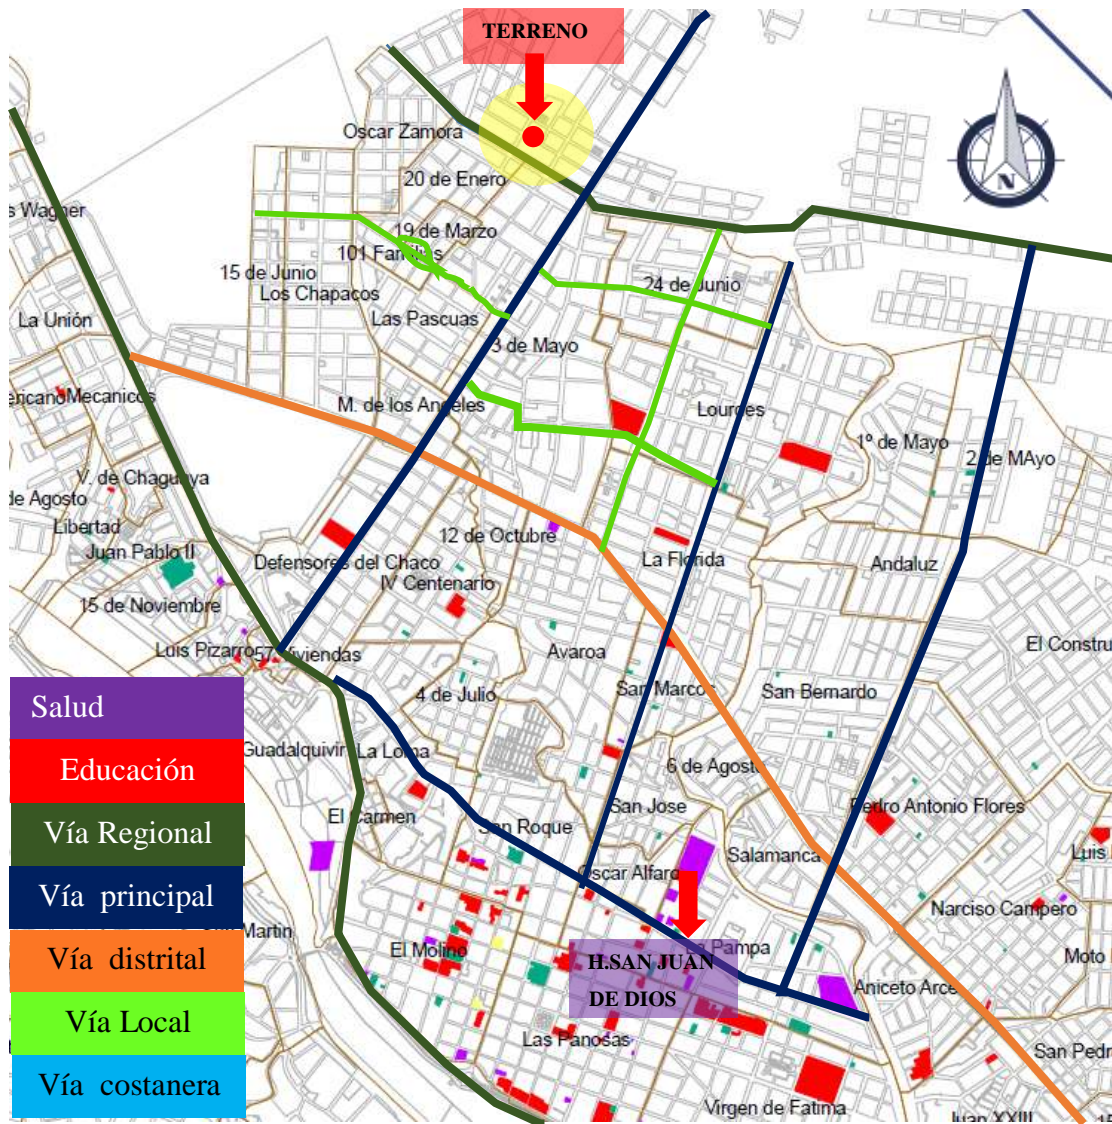 TERRENO
Oscar Zamora
20 de Enero
s Wagner
19 de Marzo
101 Familias
15 de Junio
24 de Junio
Los Chapacos
La Unión
Las Pascuas
3 de Mayo
ericano
Mecanicos
M. de los Angeles
Lourdes
1º de Mayo
2 de MAyo
V. de Chaguaya
de Agosto
Libertad
12 de Octubre
Juan Pablo II
Defensores del Chaco
La Florida
Andaluz
IV Centenario
15 de Noviembre
Luis Pizarro
57 Viviendas
Avaroa
El Constru
4 de Julio
San Marcos
San Bernardo
Salud
Guadalquivir
La Loma
6 de Agosto
Educación
San Jose
Pedro Antonio Flores
El Carmen
San Roque
Vía Regional
Salamanca
Luis
Oscar Alfaro
Vía principal
Narciso Campero
San Martin
El Molino
La Pampa
Moto
Vía distrital
H.SAN JUAN
DE DIOS
Aniceto Arce
Vía Local
Las Panosas
San Pedr
Vía costanera
Virgen de Fatima
Juan XXIII
15